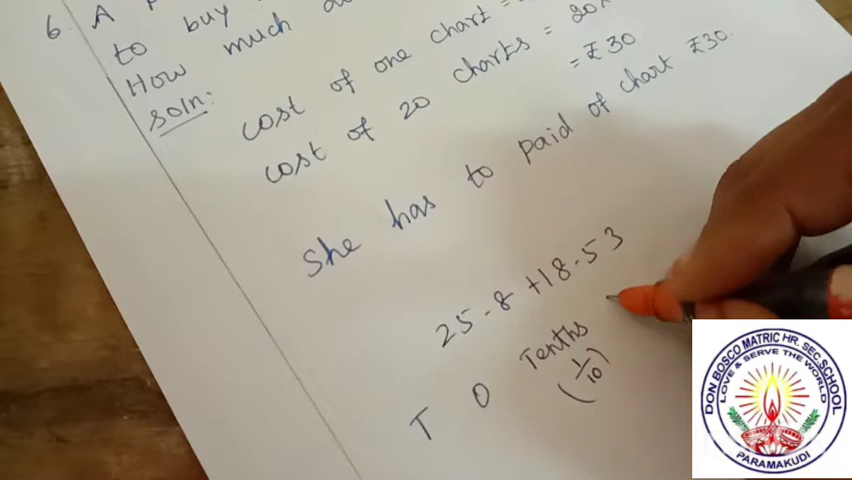 6. A
to buy
How much
soln:
cost of one chart =
cost of 20 charts = 20×
= ₹30
She has to paid of chart ₹30.
25.8 +18.53
T O Tenths
(1/10)
DON BOSCO MATRIC HR. SEC SCHOOL
LOVE & SERVE THE WORLD
PARAMAKUDI